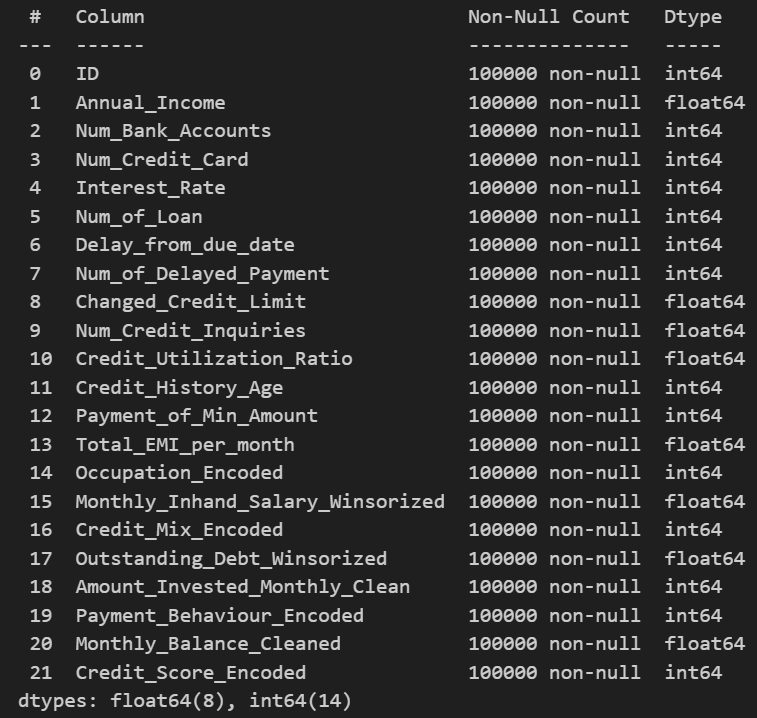 #   Column                          Non-Null Count   Dtype
---  ------                          --------------   -----
0   ID                              100000 non-null  int64
1   Annual_Income                   100000 non-null  float64
2   Num_Bank_Accounts               100000 non-null  int64
3   Num_Credit_Card                 100000 non-null  int64
4   Interest_Rate                   100000 non-null  int64
5   Num_of_Loan                     100000 non-null  int64
6   Delay_from_due_date             100000 non-null  int64
7   Num_of_Delayed_Payment          100000 non-null  int64
8   Changed_Credit_Limit            100000 non-null  float64
9   Num_Credit_Inquiries            100000 non-null  float64
10  Credit_Utilization_Ratio        100000 non-null  float64
11  Credit_History_Age              100000 non-null  int64
12  Payment_of_Min_Amount           100000 non-null  int64
13  Total_EMI_per_month             100000 non-null  float64
14  Occupation_Encoded              100000 non-null  int64
15  Monthly_Inhand_Salary_Winsorized  100000 non-null  float64
16  Credit_Mix_Encoded              100000 non-null  int64
17  Outstanding_Debt_Winsorized     100000 non-null  float64
18  Amount_Invested_Monthly_Clean   100000 non-null  int64
19  Payment_Behaviour_Encoded       100000 non-null  int64
20  Monthly_Balance_Cleaned         100000 non-null  float64
21  Credit_Score_Encoded            100000 non-null  int64
dtypes: float64(8), int64(14)